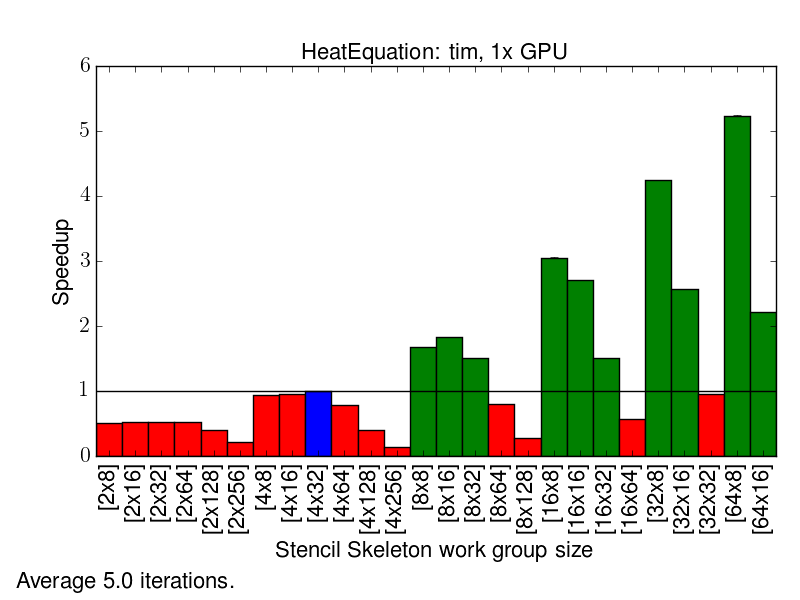 HeatEquation: tim, 1x GPU
6
5
4
3
2
1
0
Speedup
[2x8]
[2x16]
[2x32]
[2x64]
[2x128]
[2x256]
[4x8]
[4x16]
[4x32]
[4x64]
[4x128]
[4x256]
[8x8]
[8x16]
[8x32]
[8x64]
[8x128]
[16x8]
[16x16]
[16x32]
[16x64]
[32x8]
[32x16]
[32x32]
[64x8]
[64x16]
Stencil Skeleton work group size
Average 5.0 iterations.